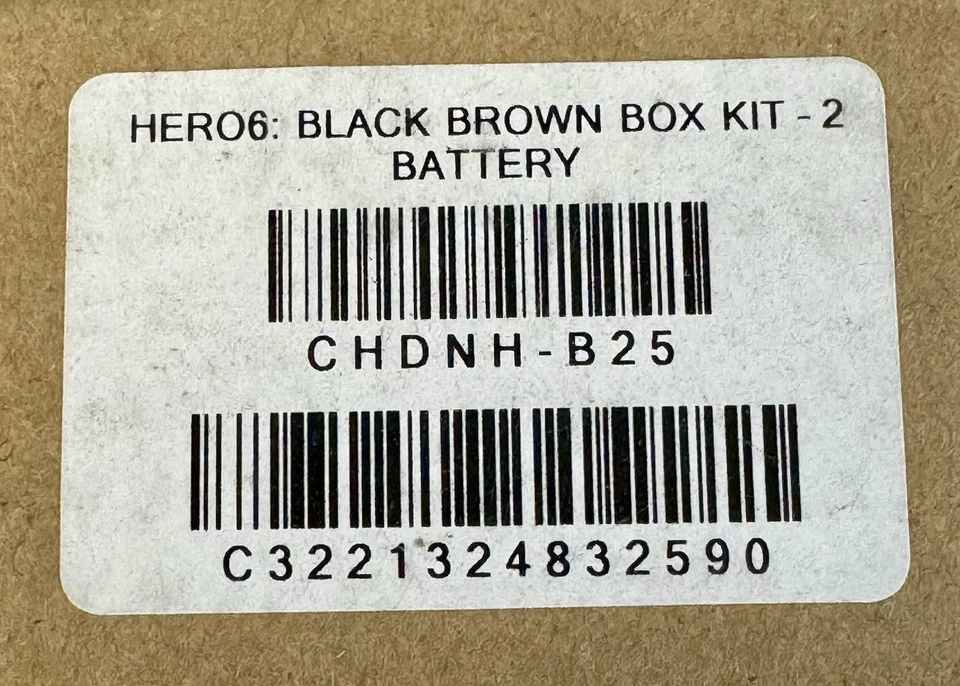 HERO6: BLACK BROWN BOX KIT - 2
BATTERY
CHDNH-B25
C3221324832590